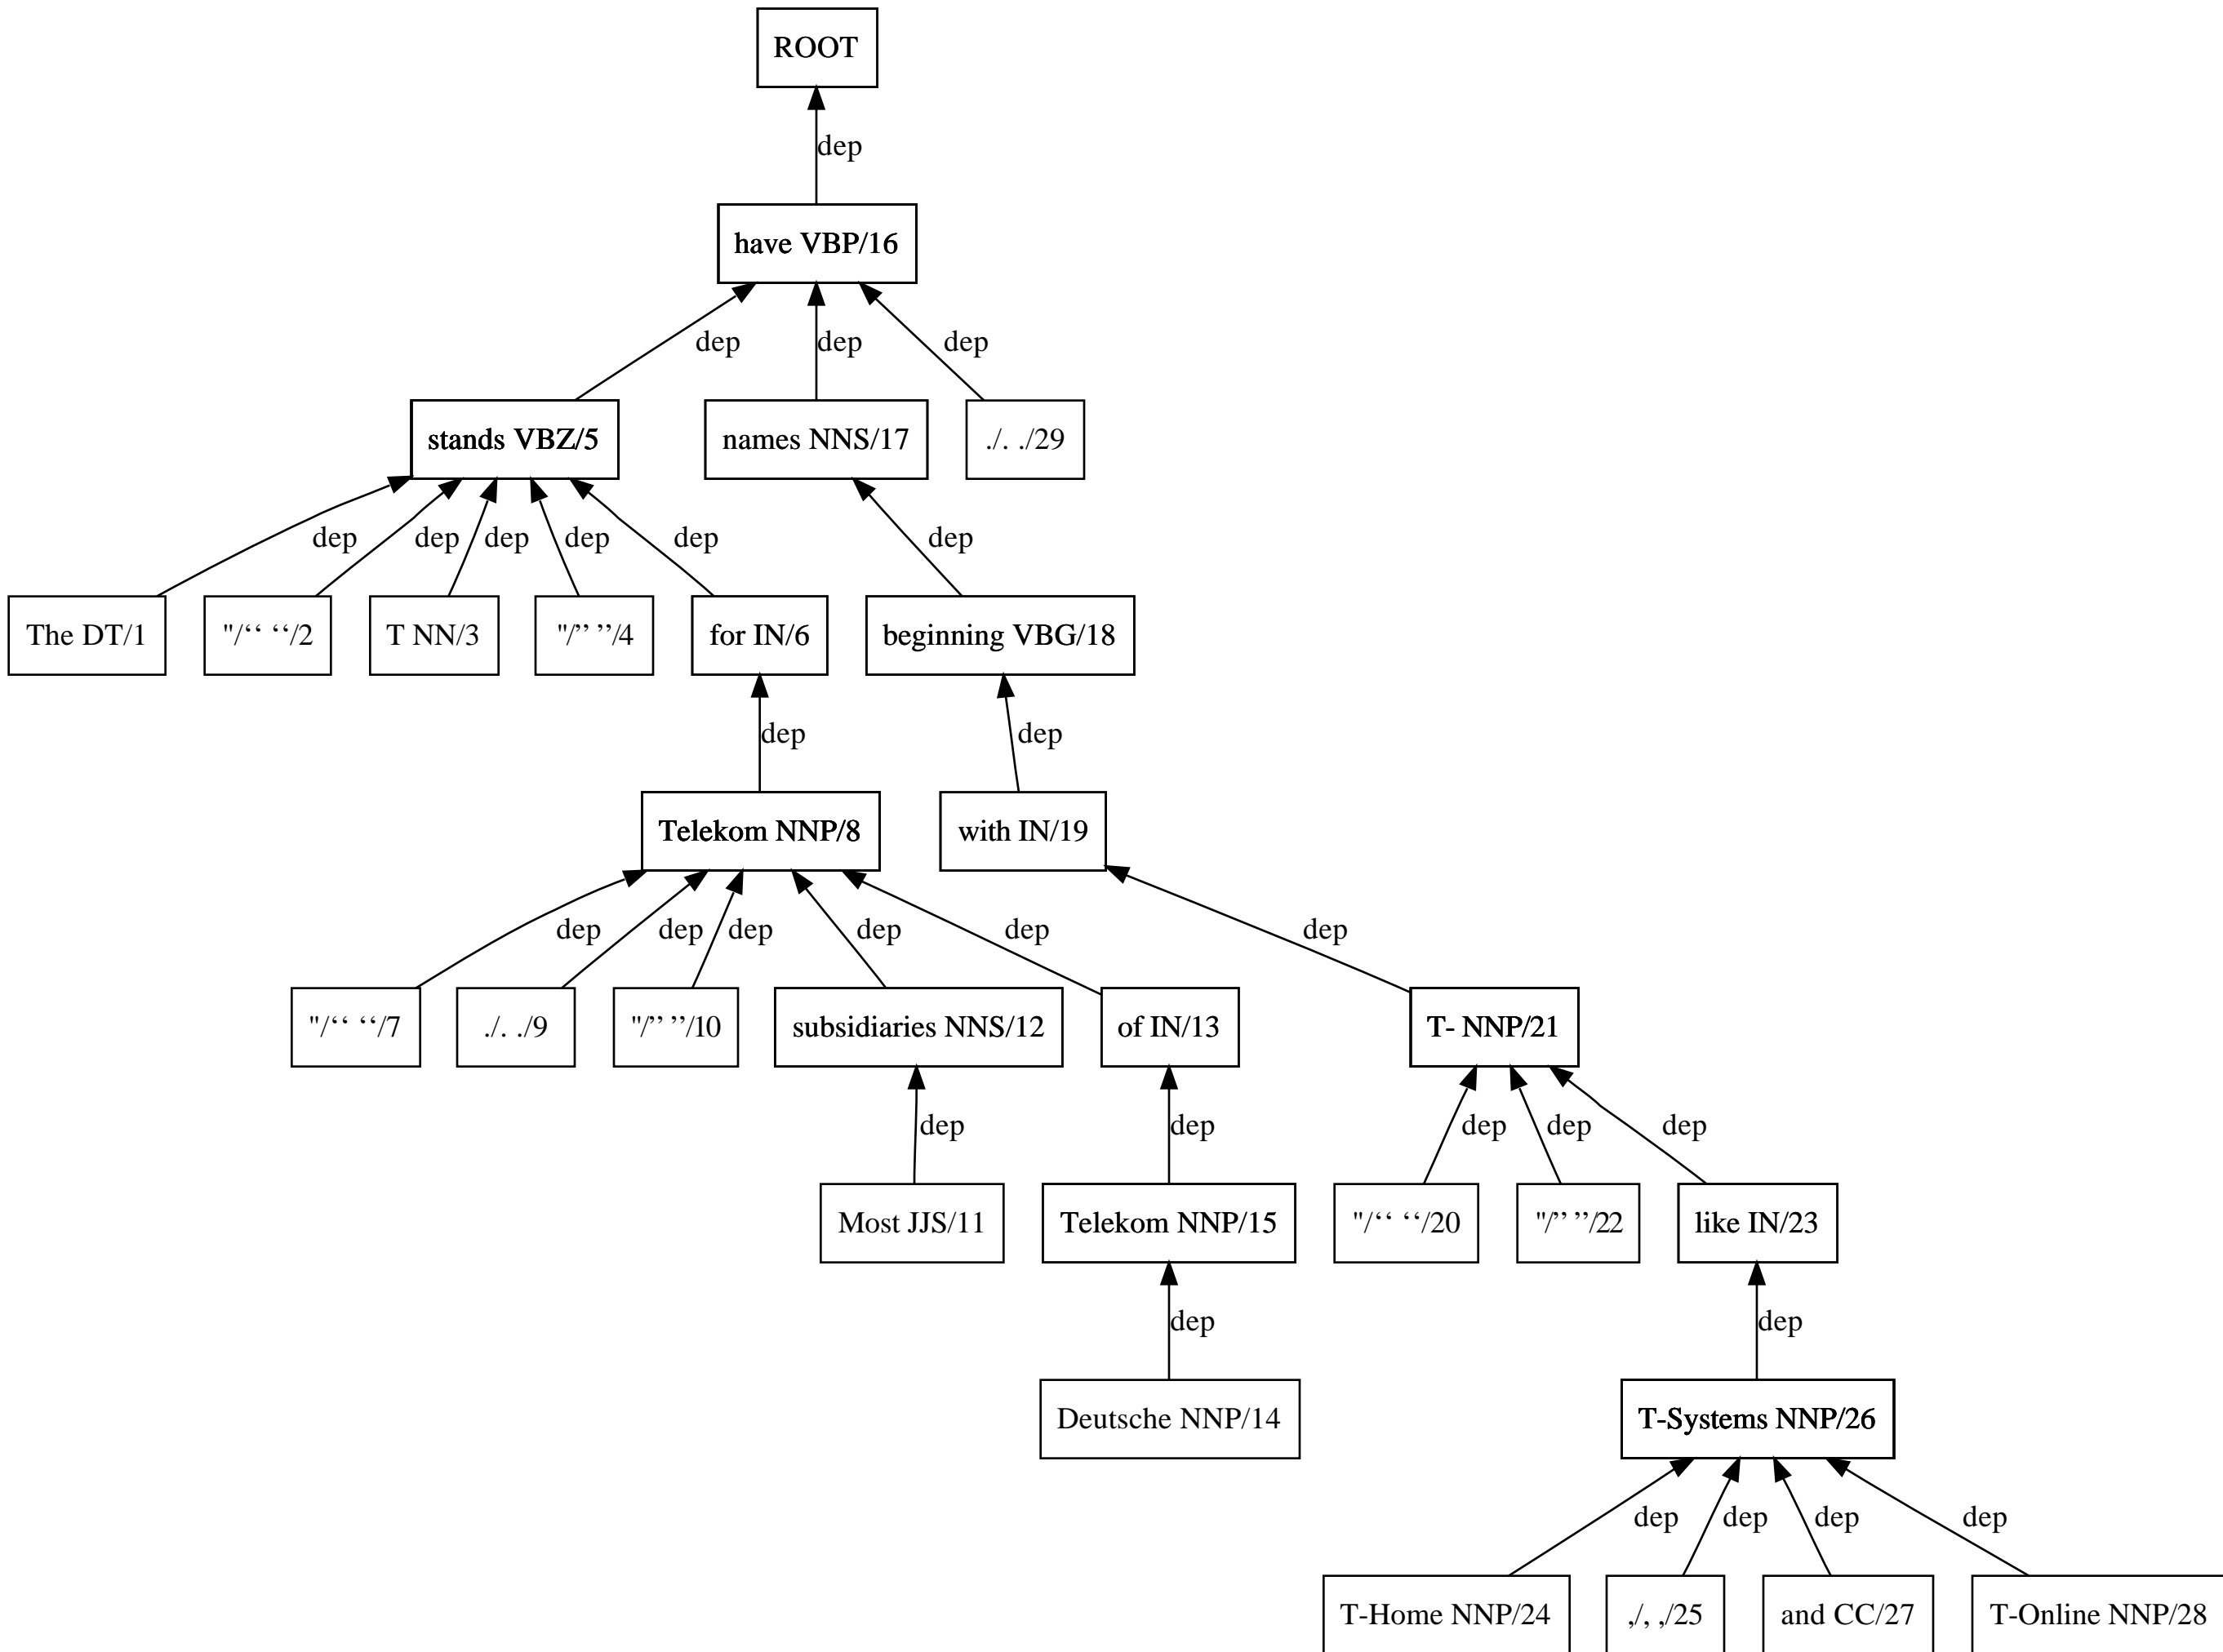 ROOT
dep
have VBP/16
dep dep dep
stands VBZ/5 names NNS/17 ./. ./29
dep dep dep dep dep dep
The DT/1 "/“ “/2 T NN/3 "/” ”/4 for IN/6 beginning VBG/18
dep dep
Telekom NNP/8 with IN/19
dep dep dep dep dep dep
"/“ “/7 ./. ./9 "/” ”/10 subsidiaries NNS/12 of IN/13 T- NNP/21
dep dep dep dep dep
Most JJS/11 Telekom NNP/15 "/“ “/20 "/” ”/22 like IN/23
dep dep
Deutsche NNP/14 T-Systems NNP/26
dep dep dep dep
T-Home NNP/24 ,/, ,/25 and CC/27 T-Online NNP/28